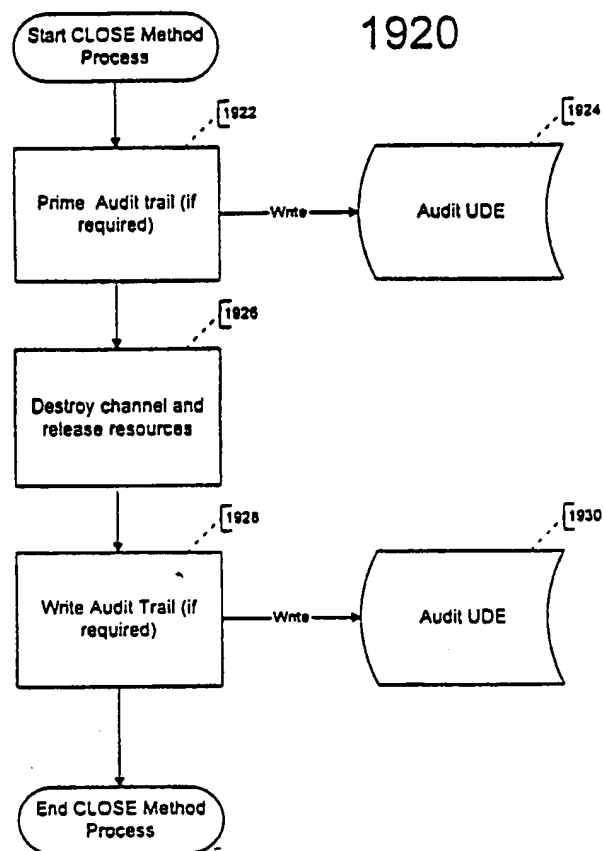 Start CLOSE Method
Process
1920
1922
1924
Prime Audit trail (if
required)
Write
Audit UDE
1926
Destroy channel and
release resources
1928
1930
Write Audit Trail (if
required)
Write
Audit UDE
End CLOSE Method
Process